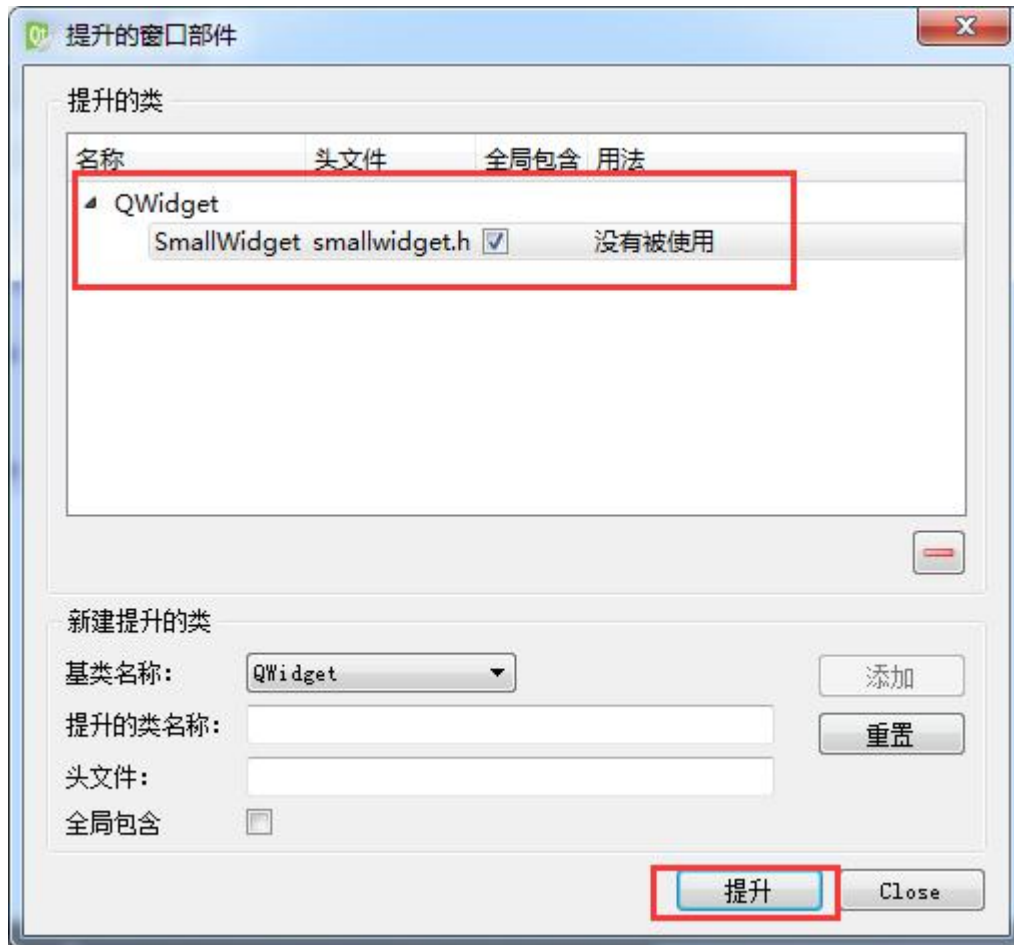 提升的窗口部件
提升的类
名称 头文件 全局包含 用法
QWidget
SmallWidget smallwidget.h 没有被使用
新建提升的类
基类名称： QWidget 添加
提升的类名称： 重置
头文件：
全局包含
提升 Close